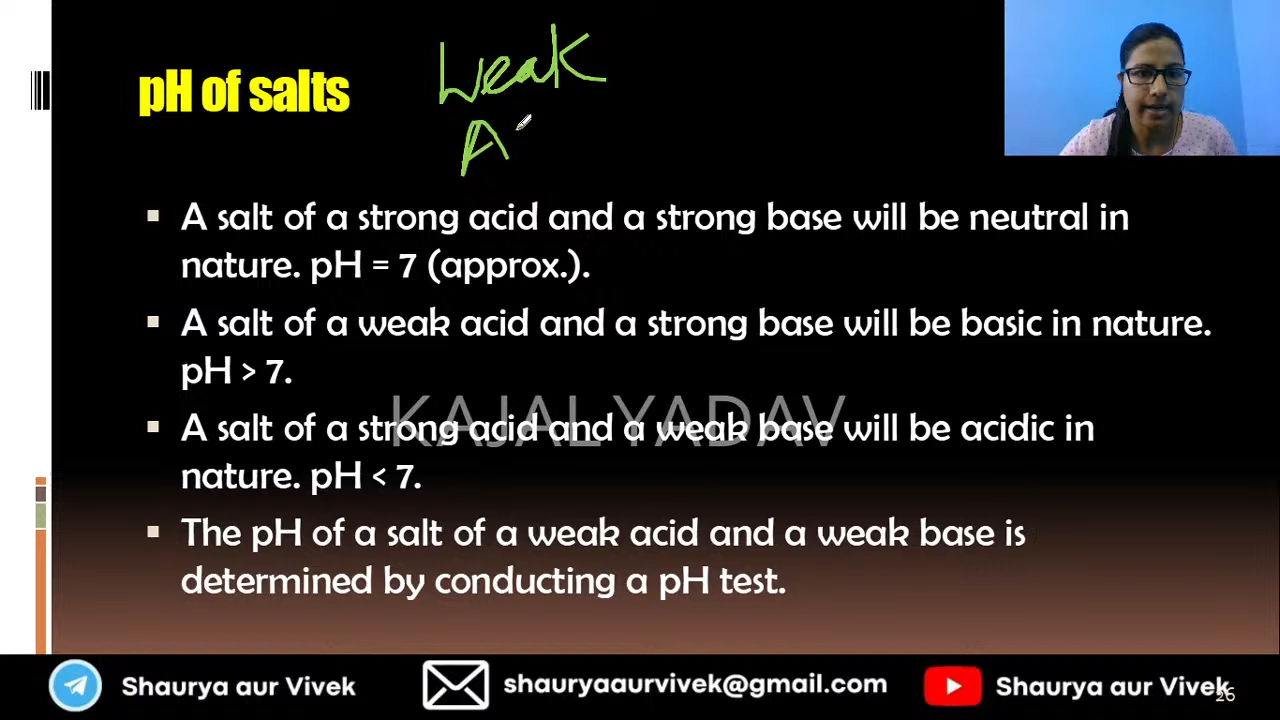 Weak
pH of salts
A
▪ A salt of a strong acid and a strong base will be neutral in
nature. pH = 7 (approx.).
▪ A salt of a weak acid and a strong base will be basic in nature.
pH > 7.
KAJAL YADAV
▪ A salt of a strong acid and a weak base will be acidic in
nature. pH < 7.
▪ The pH of a salt of a weak acid and a weak base is
determined by conducting a pH test.
Shaurya aur Vivek shauryaaurvivek@gmail.com Shaurya aur Vivek
26